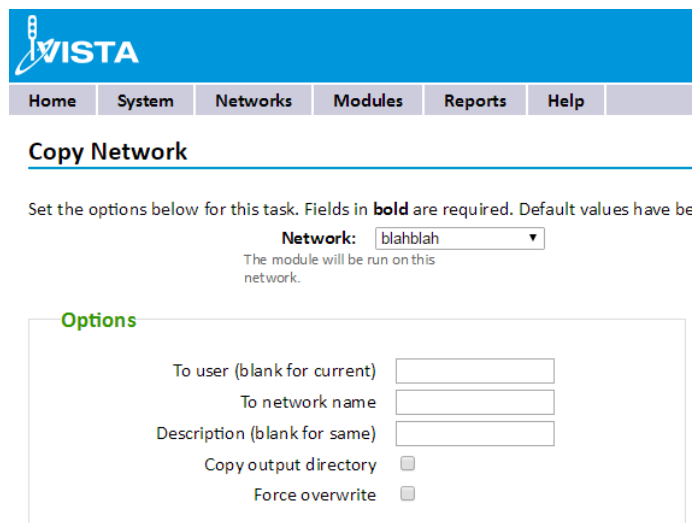 VISTA
Home System Networks Modules Reports Help
Copy Network
Set the options below for this task. Fields in bold are required. Default values have be
Network: blahblah
The module will be run on this
network.
Options
To user (blank for current)
To network name
Description (blank for same)
Copy output directory
Force overwrite